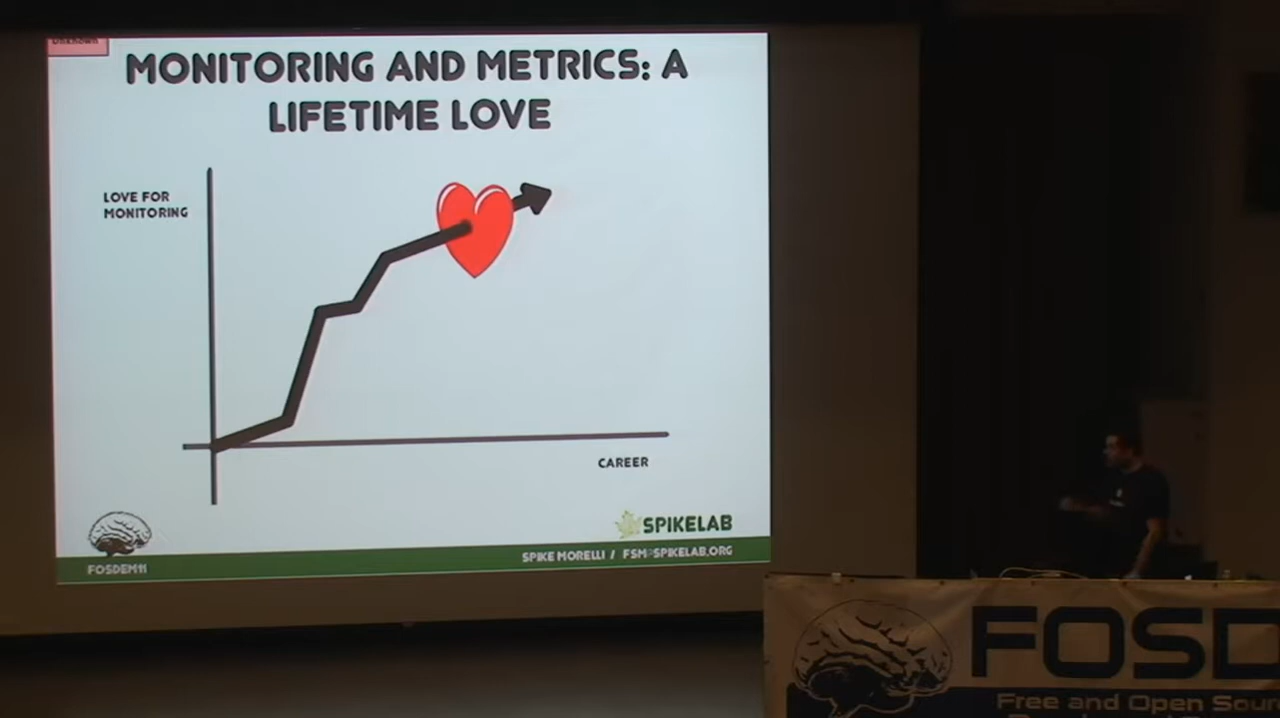 Unknown
MONITORING AND METRICS: A
LIFETIME LOVE
LOVE FOR
MONITORING
CAREER
SPIKELAB
SPIKE MORELLI / FSM@SPIKELAB.ORG
FOSDEM11
FOSD
Free and Open Sour